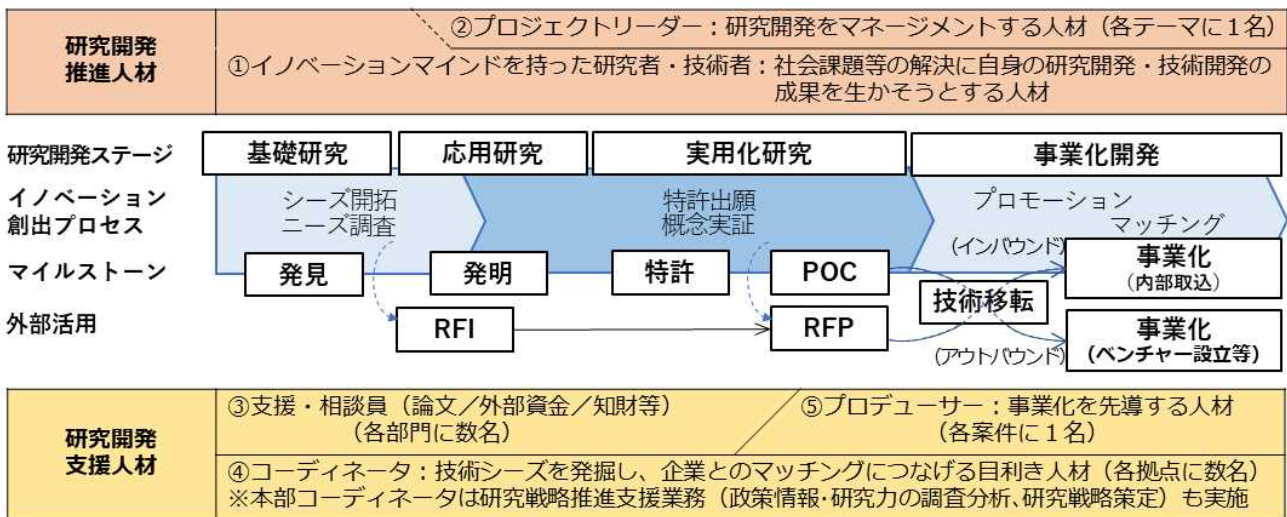 研究開発
推進人材
②プロジェクトリーダー：研究開発をマネージメントする人材（各テーマに１名）
①イノベーションマインドを持った研究者・技術者：社会課題等の解決に自身の研究開発・技術開発の
成果を生かそうとする人材
研究開発ステージ
基礎研究
応用研究
実用化研究
事業化開発
イノベーション
創出プロセス
シーズ開拓
ニーズ調査
特許出願
概念実証
プロモーション
マッチング
マイルストーン
発見
発明
特許
POC
(インバウンド)
事業化
（内部取込）
技術移転
外部活用
RFI
RFP
(アウトバウンド)
事業化
（ベンチャー設立等）
研究開発
支援人材
③支援・相談員（論文／外部資金／知財等）
（各部門に数名）
⑤プロデューサー：事業化を先導する人材
（各案件に１名）
④コーディネータ：技術シーズを発掘し、企業とのマッチングにつなげる目利き人材（各拠点に数名）
※本部コーディネータは研究戦略推進支援業務（政策情報･研究力の調査分析、研究戦略策定）も実施